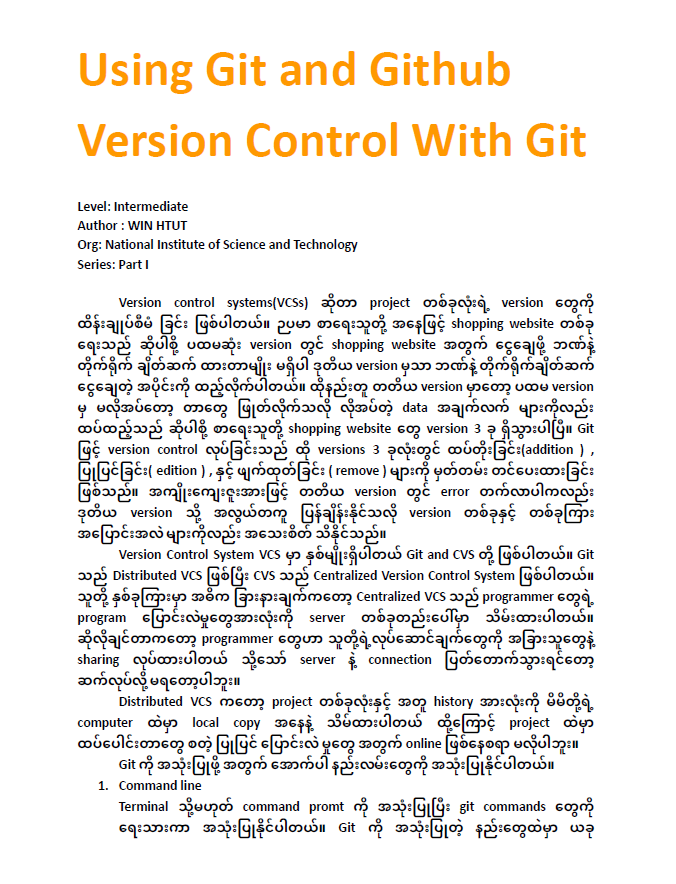 Using Git and Github
Version Control With Git
Level: Intermediate
Author : WIN HTUT
Org: National Institute of Science and Technology
Series: Part I
Version control systems(VCSs) ဆိုတာ project တစ်ခုလုံးရဲ့ version တွေကို
ထိန်းချုပ်စီမံ ခြင်း ဖြစ်ပါတယ်။ ဉပမာ စာရေးသူတို့ အနေဖြင့် shopping website တစ်ခု
ရေးသည် ဆိုပါစို့ ပထမဆုံး version တွင် shopping website အတွက် ငွေချေဖို့ ဘဏ်နဲ့
တိုက်ရိုက် ချိတ်ဆက် ထားတာမျိုး မရှိပါ ဒုတိယ version မှသာ ဘဏ်နဲ့ တိုက်ရိုက်ချိတ်ဆက်
ငွေချေတဲ့ အပိုင်းကို ထည့်လိုက်ပါတယ်။ ထိုနည်းတူ တတိယ version မှာတော့ ပထမ version
မှ မလိုအပ်တော့ တာတွေ ဖြုတ်လိုက်သလို လိုအပ်တဲ့ data အချက်လက် များကိုလည်း
ထပ်ထည့်သည် ဆိုပါစို့ စာရေးသူတို့ shopping website တွေ version 3 ခု ရှိသွားပါပြီ။ Git
ဖြင့် version control လုပ်ခြင်းသည် ထို versions 3 ခုလုံးတွင် ထပ်တိုးခြင်း(addition ) ,
ပြုပြင်ခြင်း( edition ) , နှင့် ဖျက်ထုတ်ခြင်း ( remove ) များကို မှတ်တမ်း တင်ပေးထားခြင်း
ဖြစ်သည်။ အကျိုးကျေးဇူးအားဖြင့် တတိယ version တွင် error တက်လာပါကလည်း
ဒုတိယ version သို့ အလွယ်တကူ ပြန်ချိန်းနိုင်သလို version တစ်ခုနှင့် တစ်ခုကြား
အပြောင်းအလဲ များကိုလည်း အသေးစိတ် သိနိုင်သည်။
Version Control System VCS မှာ နှစ်မျိုးရှိပါတယ် Git and CVS တို့ ဖြစ်ပါတယ်။ Git
သည် Distributed VCS ဖြစ်ပြီး CVS သည် Centralized Version Control System ဖြစ်ပါတယ်။
သူတို့ နှစ်ခုကြားမှာ အဓိက ခြားနားချက်ကတော့ Centralized VCS သည် programmer တွေရဲ့
program ပြောင်းလဲမှုတွေအားလုံးကို server တစ်ခုတည်းပေါ်မှာ သိမ်းထားပါတယ်။
ဆိုလိုချင်တာကတော့ programmer တွေဟာ သူတို့ရဲ့လုပ်ဆောင်ချက်တွေကို အခြားသူတွေနဲ့
sharing လုပ်ထားပါတယ် သို့သော် server နဲ့ connection ပြတ်တောက်သွားရင်တော့
ဆက်လုပ်လို့ မရတော့ပါဘူး။
Distributed VCS ကတော့ project တစ်ခုလုံးနှင့် အတူ history အားလုံးကို မိမိတို့ရဲ့
computer ထဲမှာ local copy အနေနဲ့ သိမ်ထားပါတယ် ထို့ကြောင့် project ထဲမှာ
ထပ်ပေါင်းတာတွေ စတဲ့ ပြုပြင် ပြောင်းလဲ မှုတွေ အတွက် online ဖြစ်နေစရာ မလိုပါဘူး။
Git ကို အသုံးပြုဖို့ အတွက် အောက်ပါ နည်းလမ်းတွေကို အသုံးပြုနိုင်ပါတယ်။
1. Command line
Terminal သို့မဟုတ် command promt ကို အသုံးပြုပြီး git commands တွေကို
ရေးသားကာ အသုံးပြုနိုင်ပါတယ်။ Git ကို အသုံးပြုတဲ့ နည်းတွေထဲမှာ ယခု